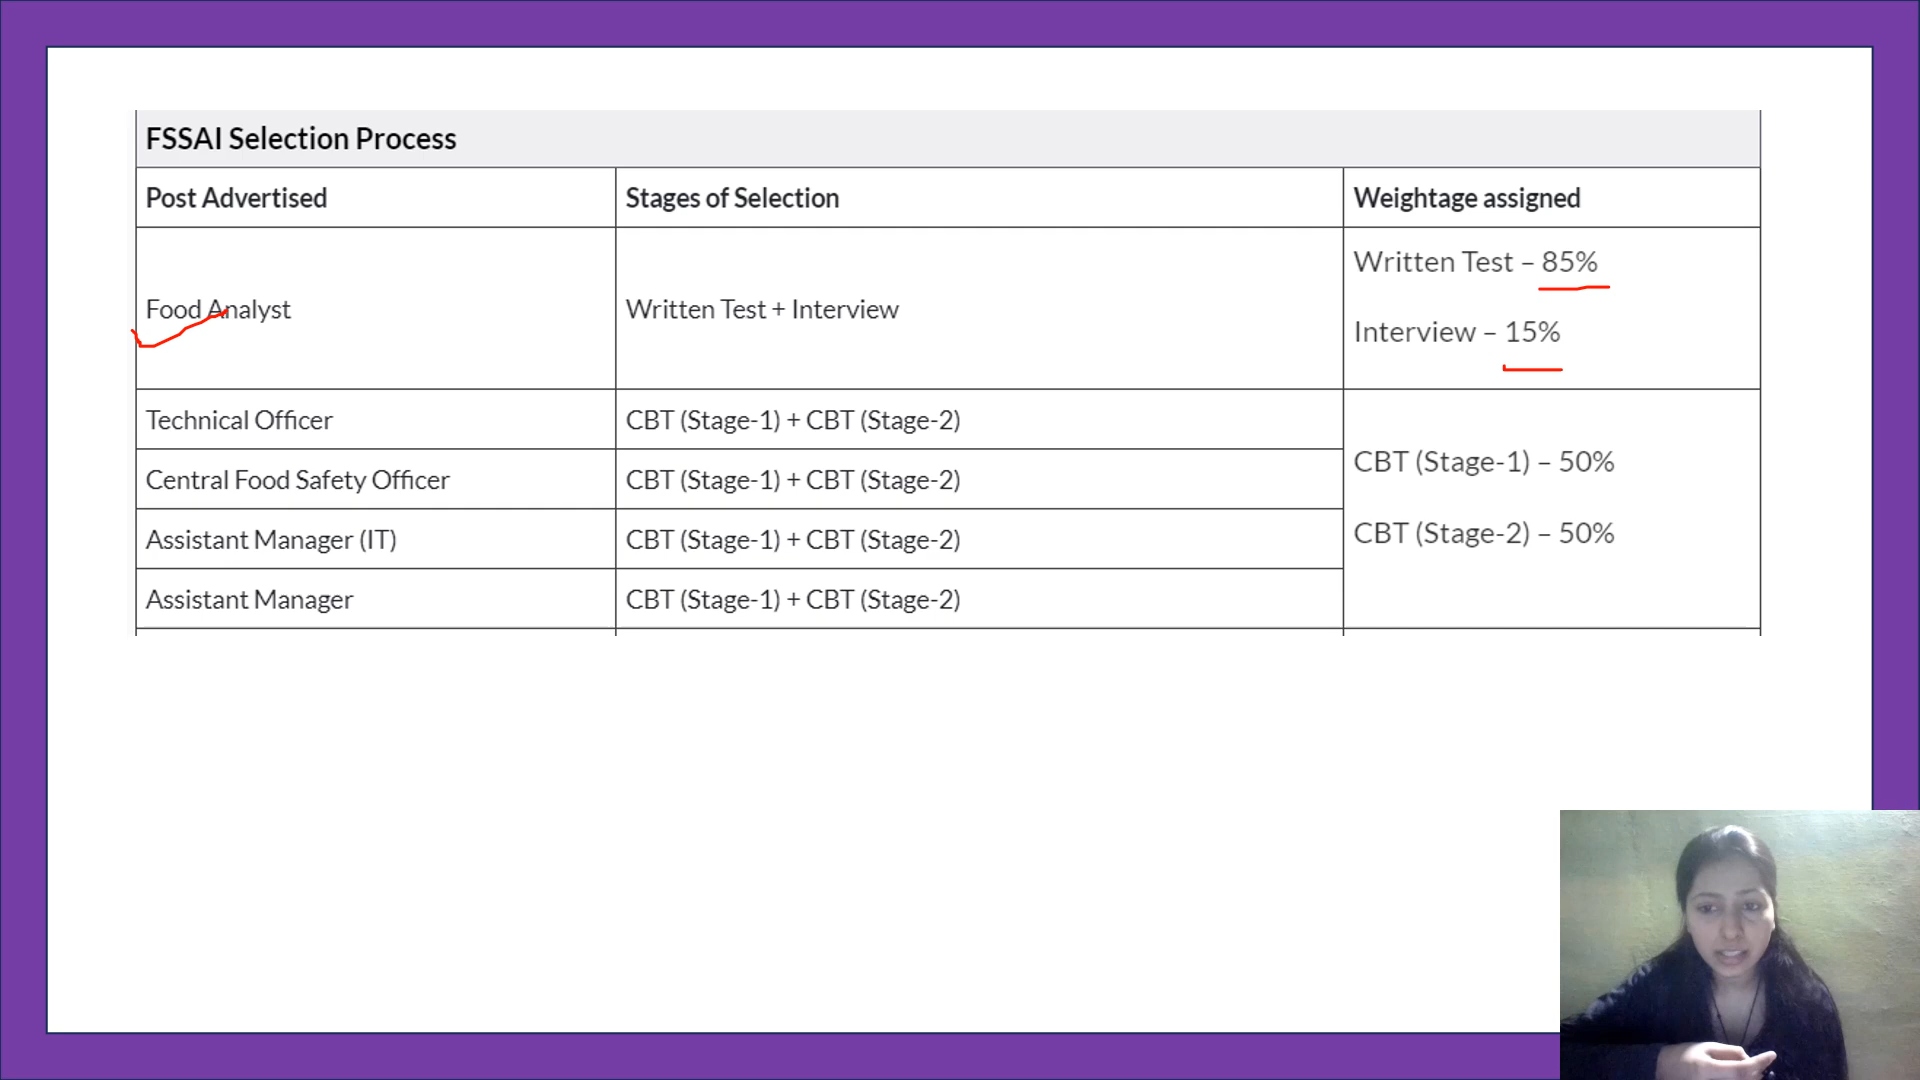 FSSAI Selection Process
Post Advertised Stages of Selection Weightage assigned
Food Analyst Written Test + Interview Written Test – 85%
Interview – 15%
Technical Officer CBT (Stage-1) + CBT (Stage-2)
Central Food Safety Officer CBT (Stage-1) + CBT (Stage-2)
Assistant Manager (IT) CBT (Stage-1) + CBT (Stage-2)
Assistant Manager CBT (Stage-1) + CBT (Stage-2)
CBT (Stage-1) – 50%
CBT (Stage-2) – 50%